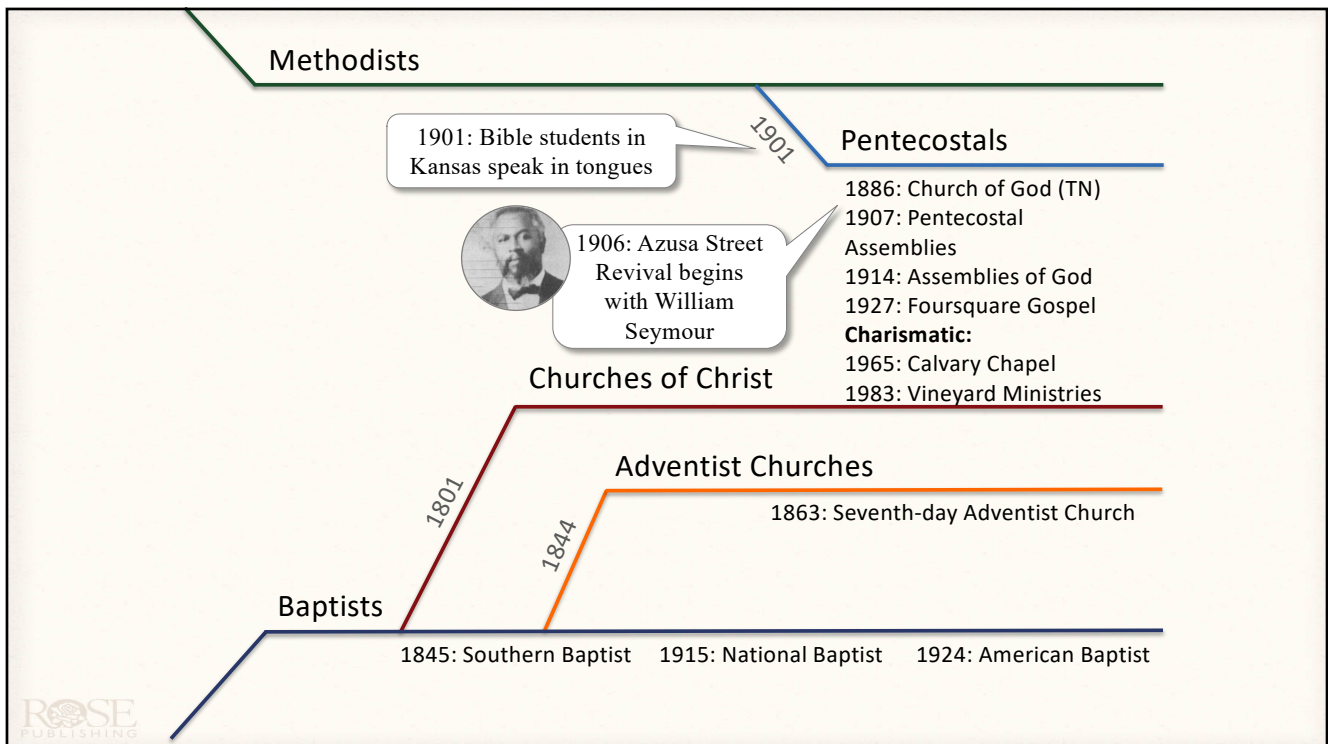 Methodists
1901: Bible students in
Kansas speak in tongues
1901
Pentecostals
1886: Church of God (TN)
1907: Pentecostal
Assemblies
1914: Assemblies of God
1927: Foursquare Gospel
Charismatic:
1965: Calvary Chapel
1983: Vineyard Ministries
1906: Azusa Street
Revival begins
with William
Seymour
Churches of Christ
1801
Adventist Churches
1844
1863: Seventh-day Adventist Church
Baptists
1845: Southern Baptist
1915: National Baptist
1924: American Baptist
ROSE
PUBLISHING